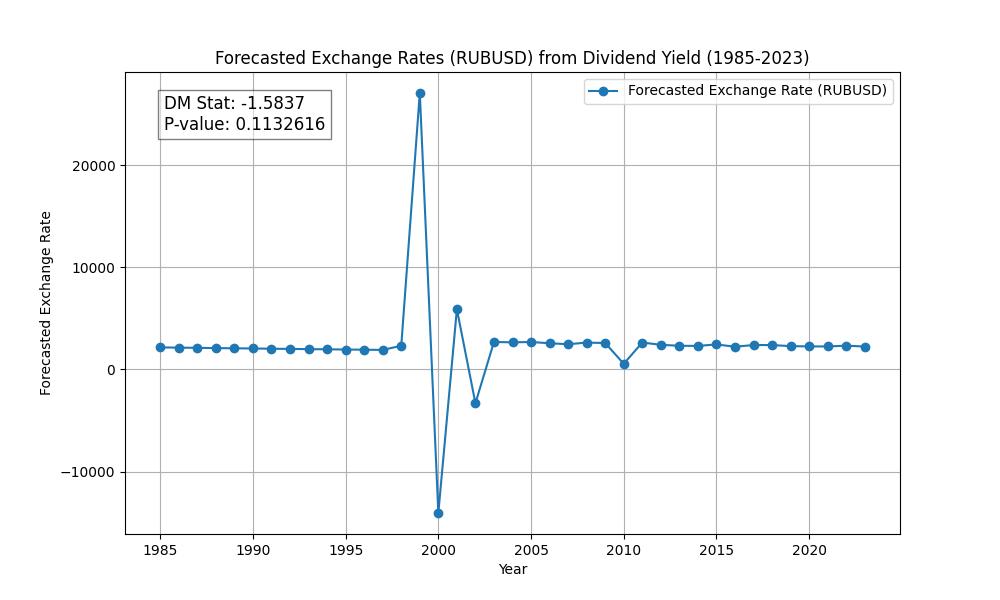 Forecasted Exchange Rates (RUBUSD) from Dividend Yield (1985-2023)
DM Stat: -1.5837
P-value: 0.1132616
Forecasted Exchange Rate (RUBUSD)
Forecasted Exchange Rate
20000
10000
0
−10000
1985 1990 1995 2000 2005 2010 2015 2020
Year